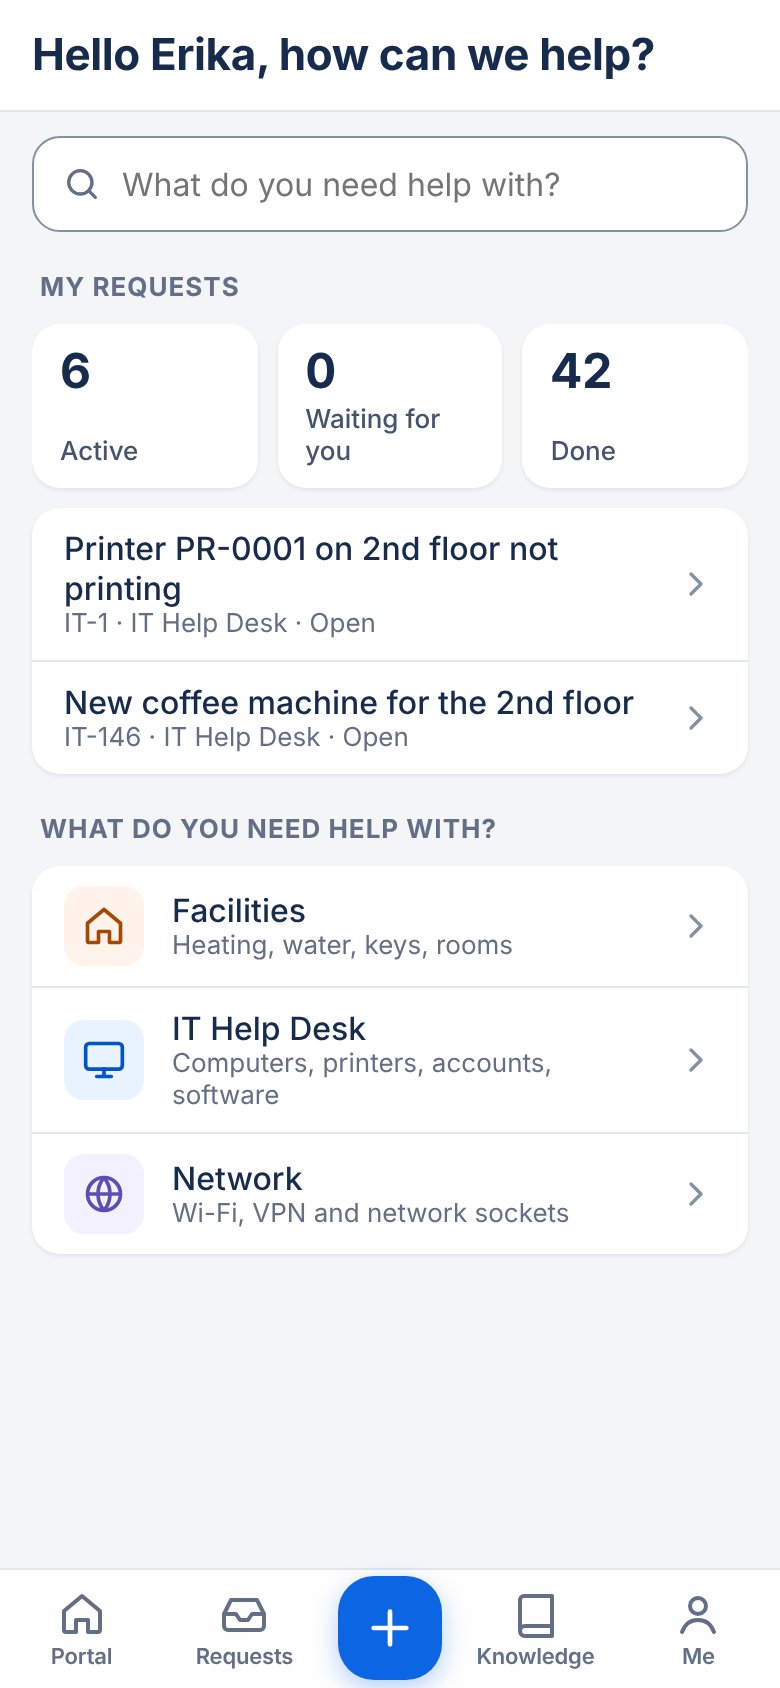 Hello Erika, how can we help?
What do you need help with?
MY REQUESTS
6
Active
0
Waiting for
you
42
Done
Printer PR-0001 on 2nd floor not
printing
IT-1 · IT Help Desk · Open
New coffee machine for the 2nd floor
IT-146 · IT Help Desk · Open
WHAT DO YOU NEED HELP WITH?
Facilities
Heating, water, keys, rooms
IT Help Desk
Computers, printers, accounts,
software
Network
Wi-Fi, VPN and network sockets
Portal
Requests
Knowledge
Me